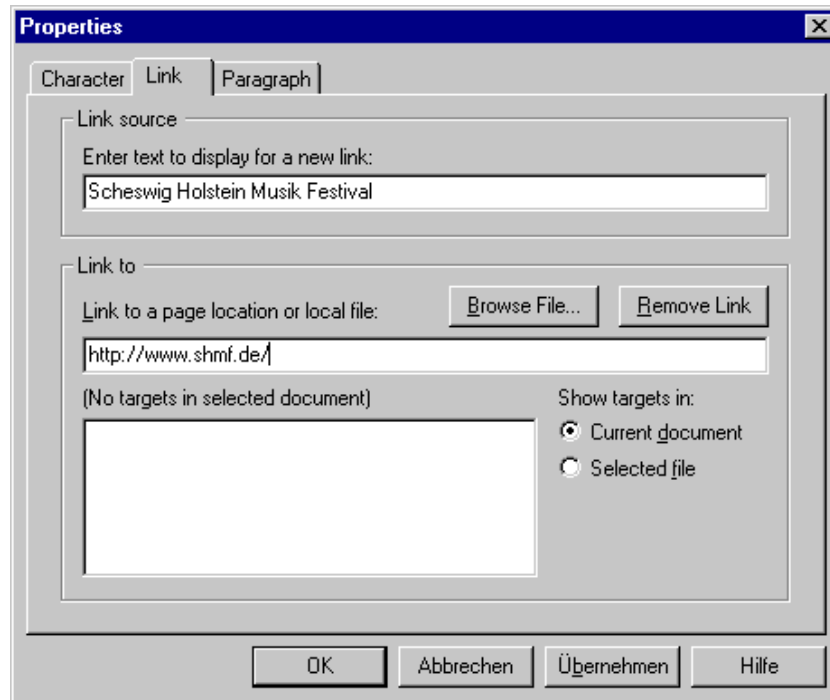 Properties
Character Link Paragraph
Link source
Enter text to display for a new link:
Scheswig Holstein Musik Festival
Link to
Link to a page location or local file: Browse File... Remove Link
http://www.shmf.de/
(No targets in selected document) Show targets in:
Current document
Selected file
OK Abbrechen Übernehmen Hilfe